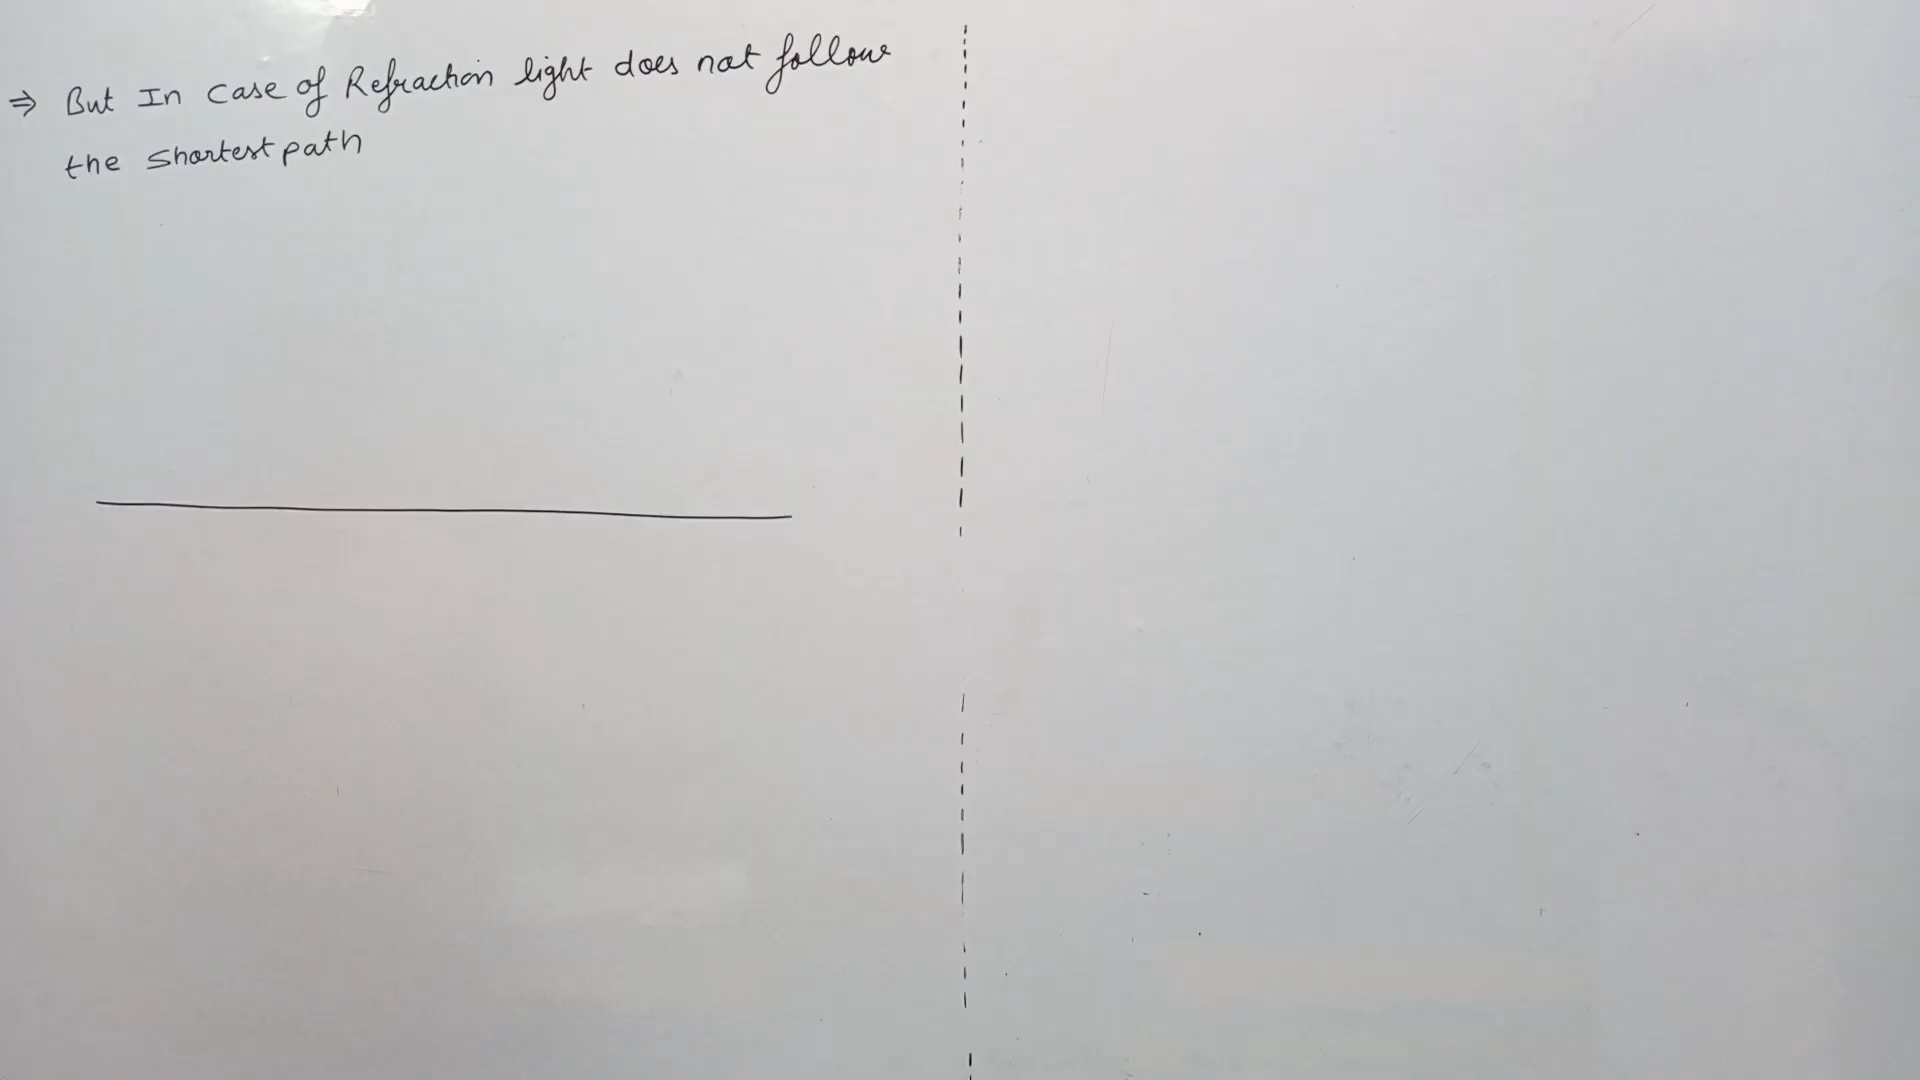 ⇒ But In case of Refraction light does not follow
the shortest path